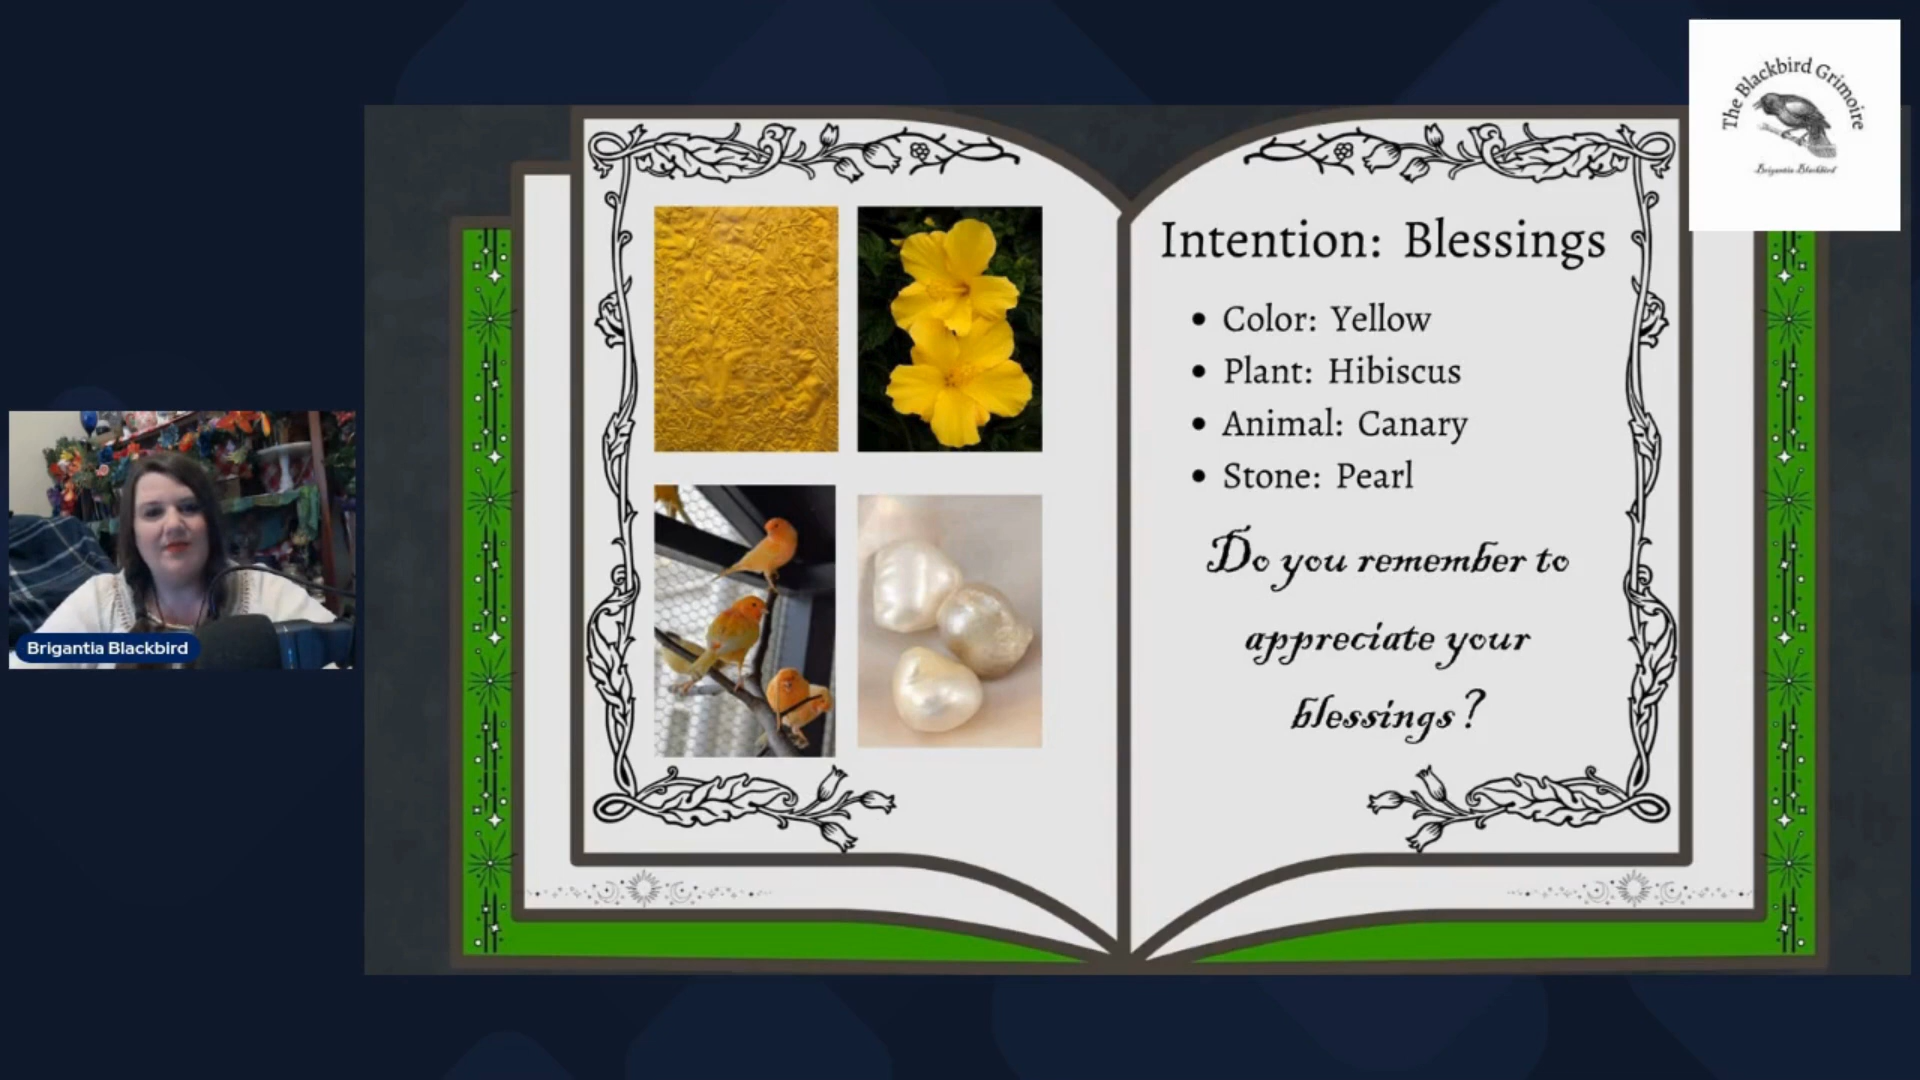 The Blackbird Grimoire
Brigantia Blackbird
Intention: Blessings
• Color: Yellow
• Plant: Hibiscus
• Animal: Canary
• Stone: Pearl
Do you remember to
appreciate your
blessings?
Brigantia Blackbird